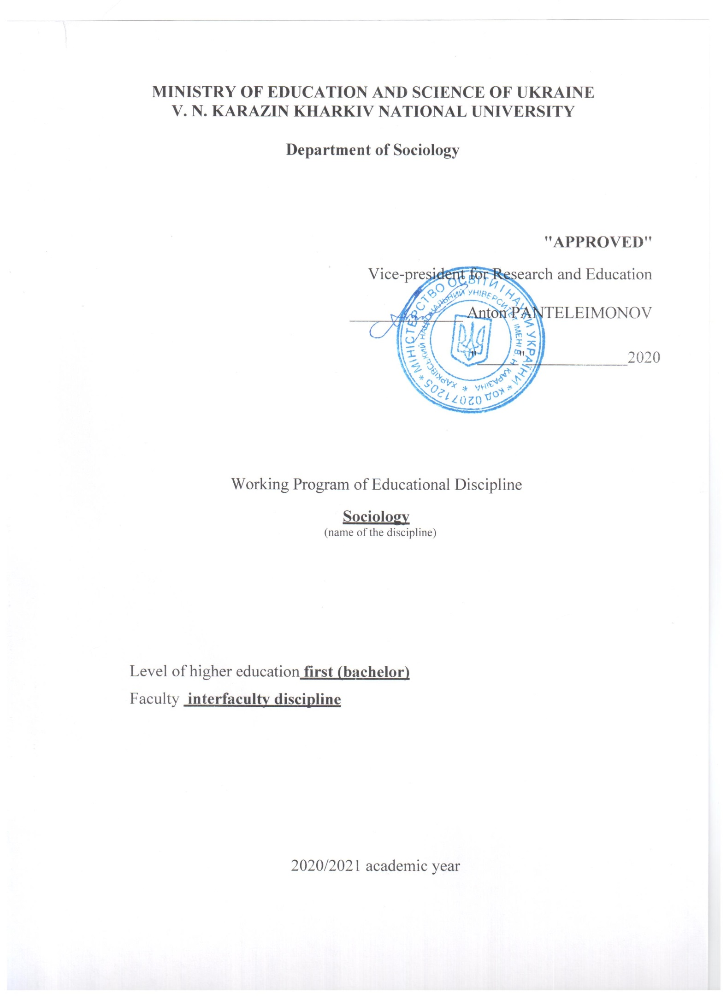 MINISTRY OF EDUCATION AND SCIENCE OF UKRAINE
V. N. KARAZIN KHARKIV NATIONAL UNIVERSITY
Department of Sociology
"APPROVED"
Vice-president for Research and Education
_____________ Anton PANTELEIMONOV
"_____" ____________2020
* МІНІСТЕРСТВО ОСВІТИ І НАУКИ УКРАЇНИ * КОД 02071205
* ХАРКІВСЬКИЙ НАЦІОНАЛЬНИЙ УНІВЕРСИТЕТ ІМЕНІ В. Н. КАРАЗІНА
Working Program of Educational Discipline
Sociology
(name of the discipline)
Level of higher education first (bachelor)
Faculty interfaculty discipline
2020/2021 academic year